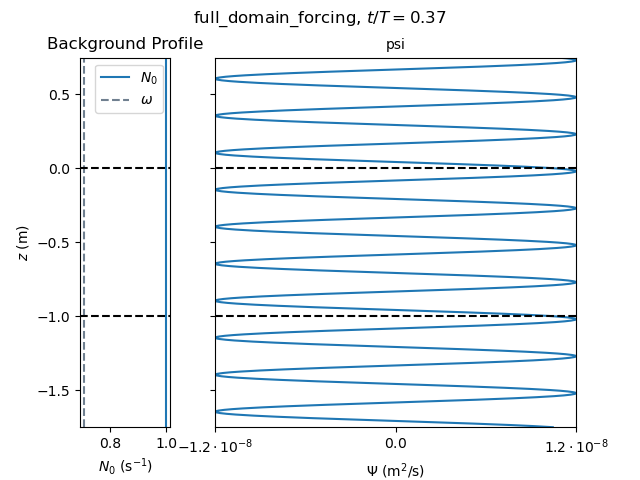 full_domain_forcing, t/T = 0.37
Background Profile
psi
N₀
ω
0.5
0.0
−0.5
−1.0
−1.5
z (m)
0.8
1.0
−1.2 · 10⁻⁸
0.0
1.2 · 10⁻⁸
N₀ (s⁻¹)
Ψ (m²/s)